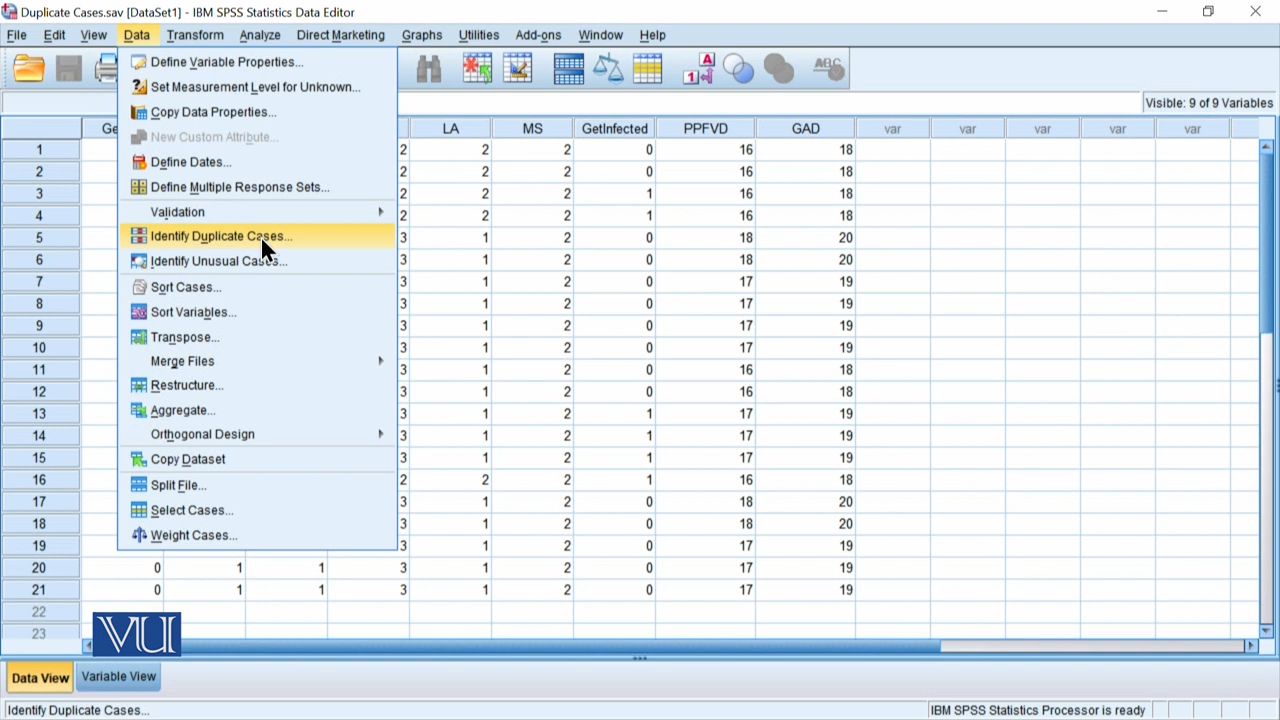 Duplicate Cases.sav [DataSet1] - IBM SPSS Statistics Data Editor
File Edit View Data Transform Analyze Direct Marketing Graphs Utilities Add-ons Window Help
Visible: 9 of 9 Variables
Define Variable Properties...
Set Measurement Level for Unknown...
Copy Data Properties...
New Custom Attribute...
Define Dates...
Define Multiple Response Sets...
Validation
Identify Duplicate Cases...
Identify Unusual Cases...
Sort Cases...
Sort Variables...
Transpose...
Merge Files
Restructure...
Aggregate...
Orthogonal Design
Copy Dataset
Split File...
Select Cases...
Weight Cases...
Ge LA MS GetInfected PPFVD GAD var var var var var
1 2 2 2 0 16 18
2 2 2 2 0 16 18
3 2 2 2 1 16 18
4 2 2 2 1 16 18
5 3 1 2 0 18 20
6 3 1 2 0 18 20
7 3 1 2 0 17 19
8 3 1 2 0 17 19
9 3 1 2 0 17 19
10 3 1 2 0 17 19
11 3 1 2 0 16 18
12 3 1 2 0 16 18
13 3 1 2 1 17 19
14 3 1 2 1 17 19
15 3 1 2 1 17 19
16 2 2 2 1 16 18
17 3 1 2 0 18 20
18 3 1 2 0 18 20
19 3 1 2 0 17 19
20 0 1 1 3 1 2 0 17 19
21 0 1 1 3 1 2 0 17 19
22
23
VU
Data View Variable View
Identify Duplicate Cases... IBM SPSS Statistics Processor is ready